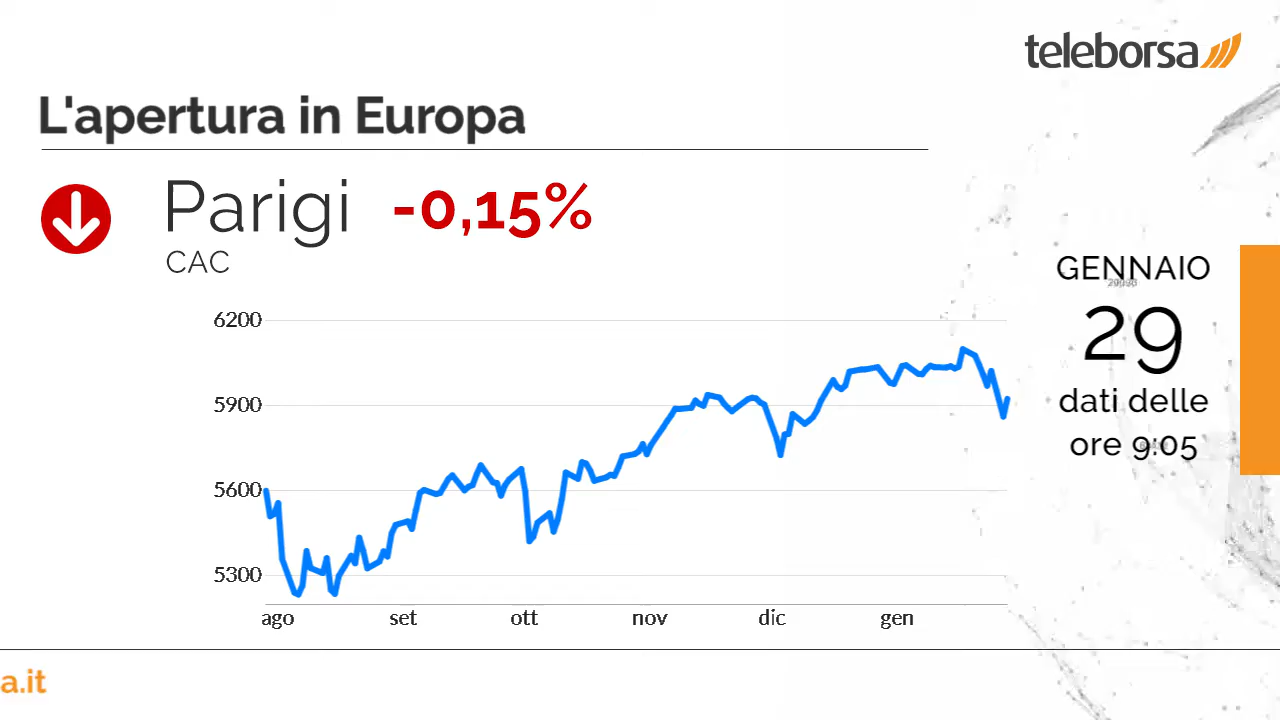 teleborsa
L'apertura in Europa
Parigi -0,15%
CAC
GENNAIO
29
dati delle
ore 9:05
6200
5900
5600
5300
ago set ott nov dic gen
a.it